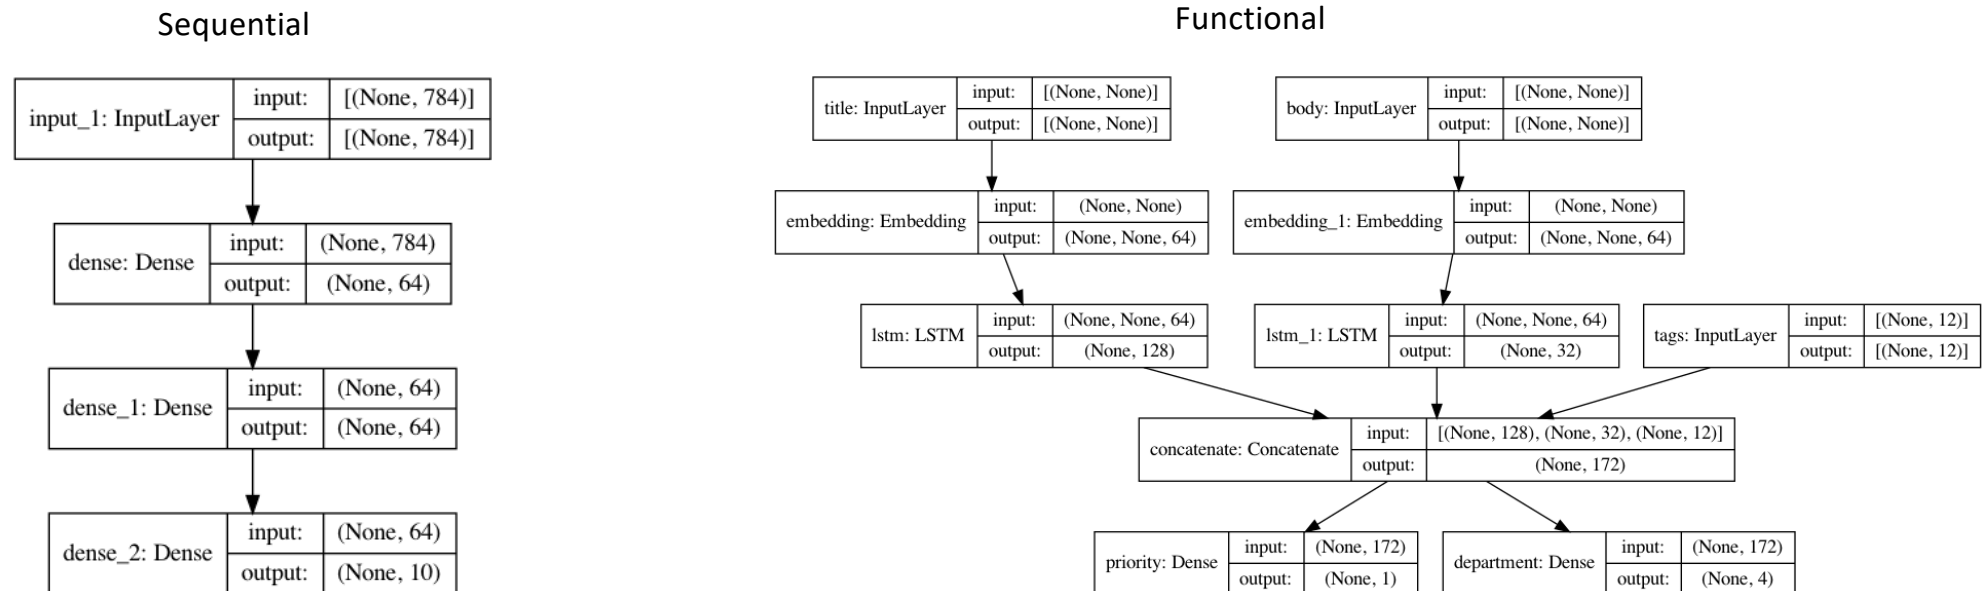 Sequential
input_1: InputLayer
input: [(None, 784)]
output: [(None, 784)]
dense: Dense
input: (None, 784)
output: (None, 64)
dense_1: Dense
input: (None, 64)
output: (None, 64)
dense_2: Dense
input: (None, 64)
output: (None, 10)
Functional
title: InputLayer
input: [(None, None)]
output: [(None, None)]
body: InputLayer
input: [(None, None)]
output: [(None, None)]
embedding: Embedding
input: (None, None)
output: (None, None, 64)
embedding_1: Embedding
input: (None, None)
output: (None, None, 64)
lstm: LSTM
input: (None, None, 64)
output: (None, 128)
lstm_1: LSTM
input: (None, None, 64)
output: (None, 32)
tags: InputLayer
input: [(None, 12)]
output: [(None, 12)]
concatenate: Concatenate
input: [(None, 128), (None, 32), (None, 12)]
output: (None, 172)
priority: Dense
input: (None, 172)
output: (None, 1)
department: Dense
input: (None, 172)
output: (None, 4)